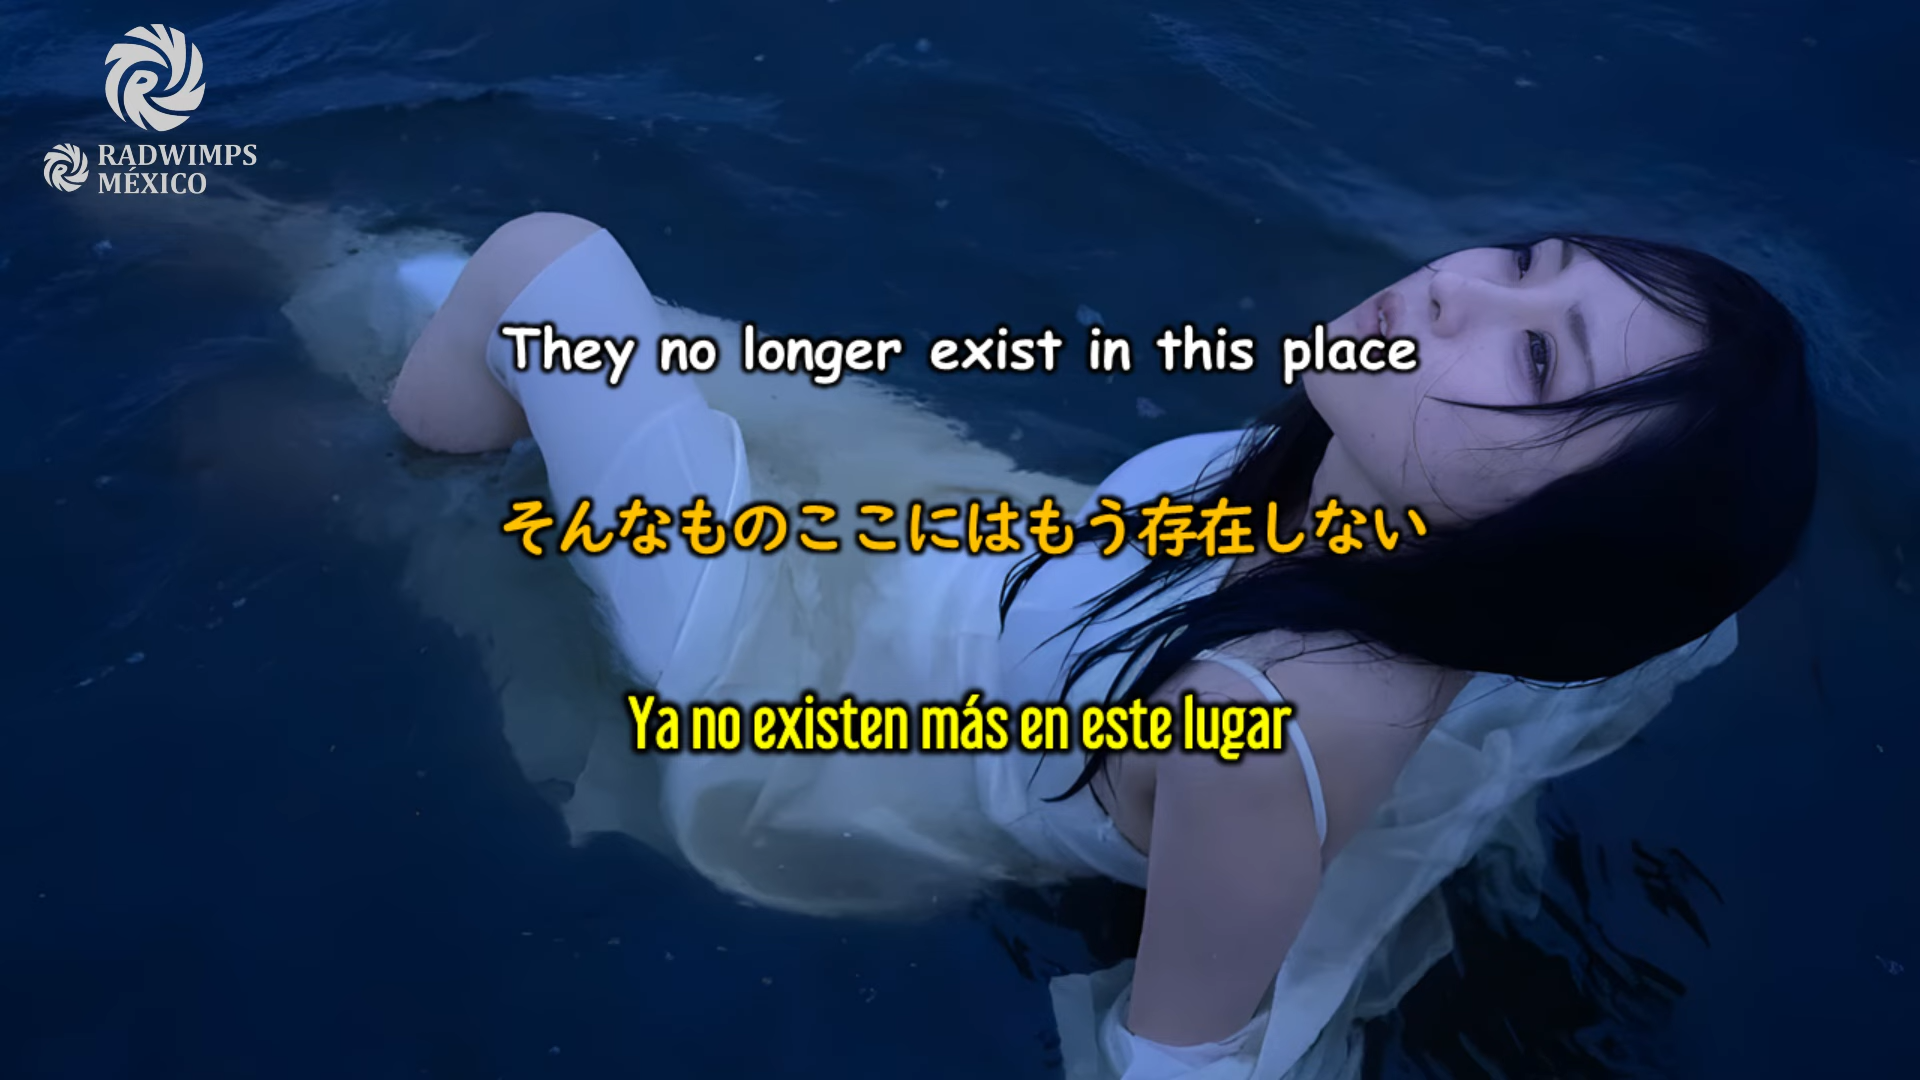 RADWIMPS
MÉXICO
They no longer exist in this place
そんなものここにはもう存在しない
Ya no existen más en este lugar